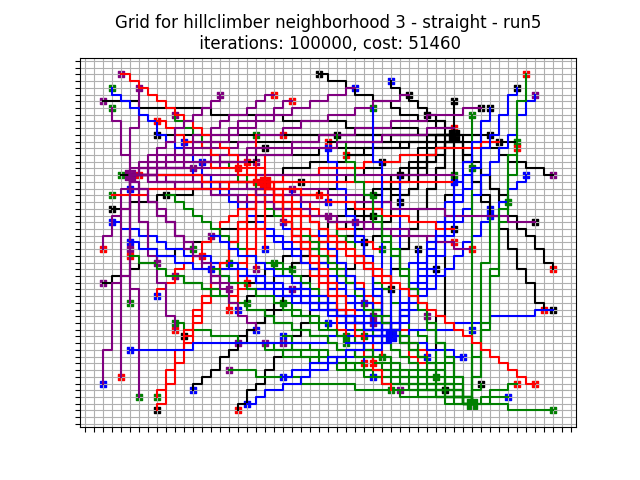 Grid for hillclimber neighborhood 3 - straight - run5
iterations: 100000, cost: 51460